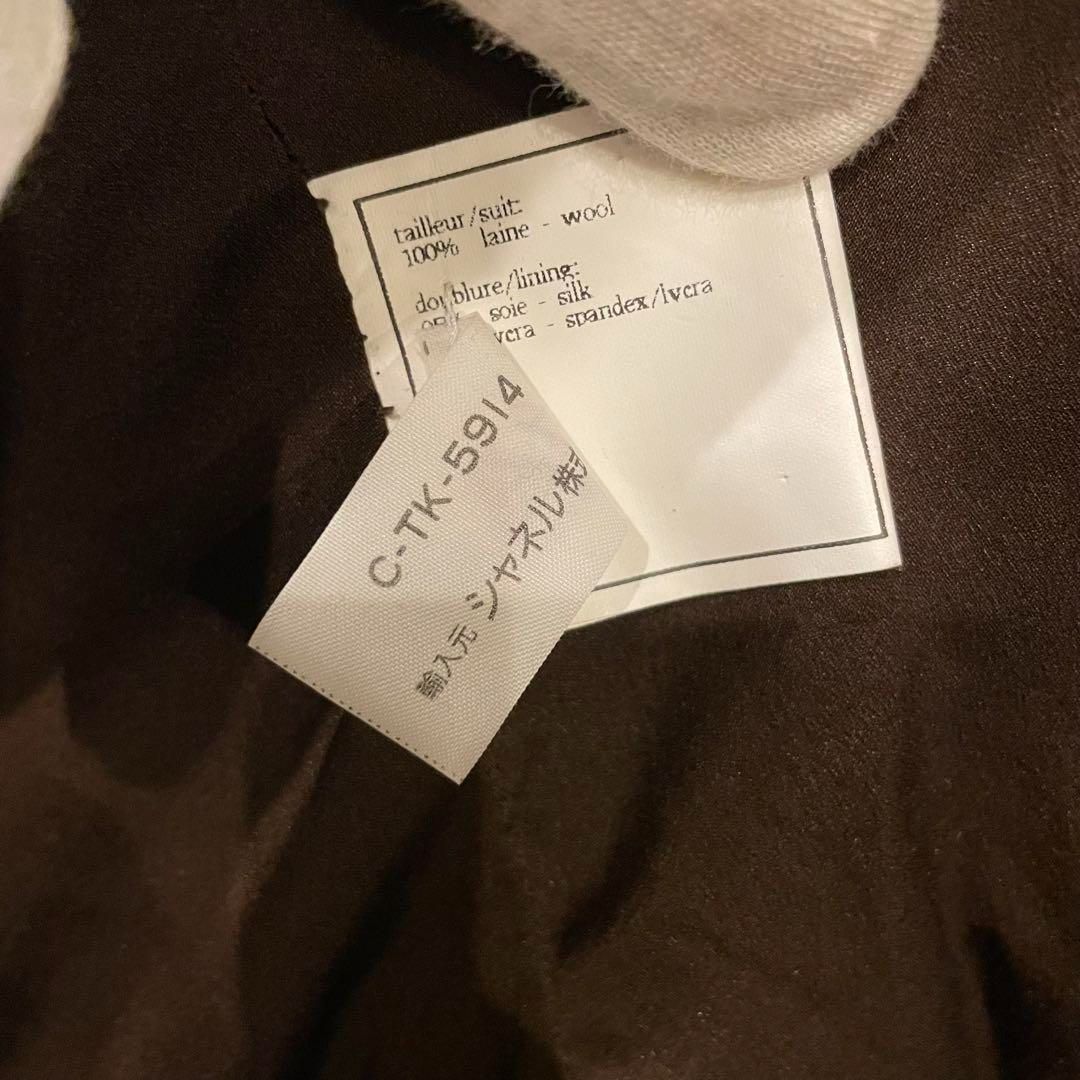 tailleur/suit:
100% laine - wool
doublure/lining:
soie - silk
- spandex/lycra
C-TK-5914
輸入元 シャネル株式